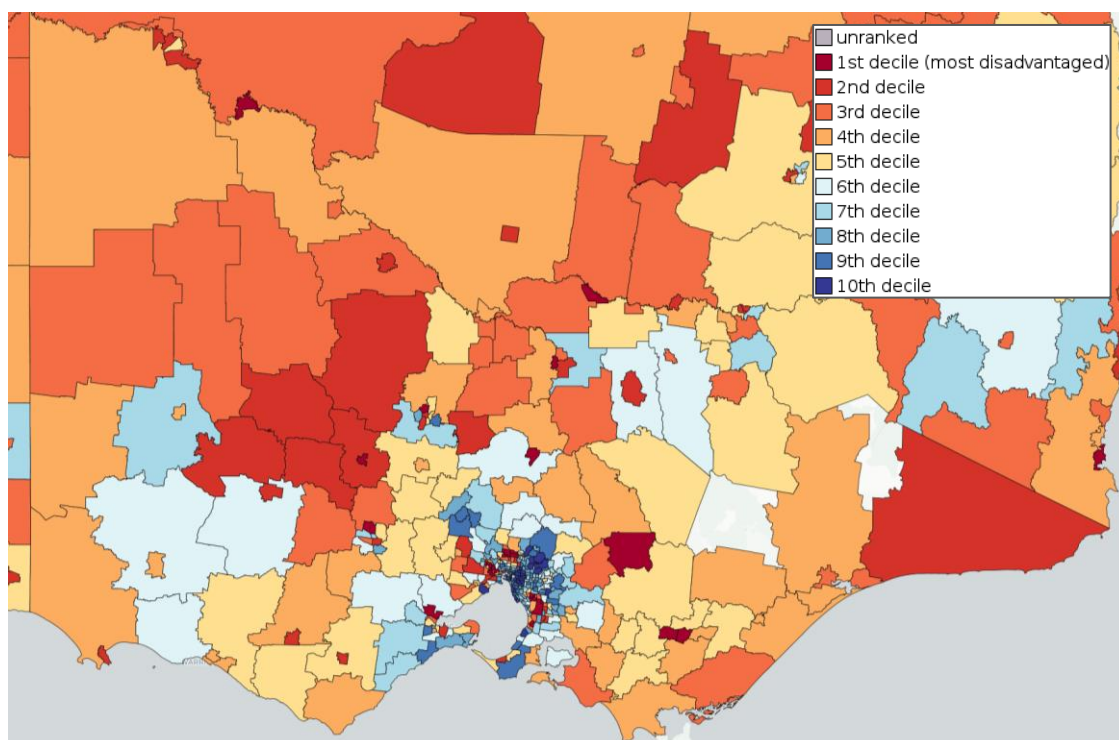 unranked
1st decile (most disadvantaged)
2nd decile
3rd decile
4th decile
5th decile
6th decile
7th decile
8th decile
9th decile
10th decile